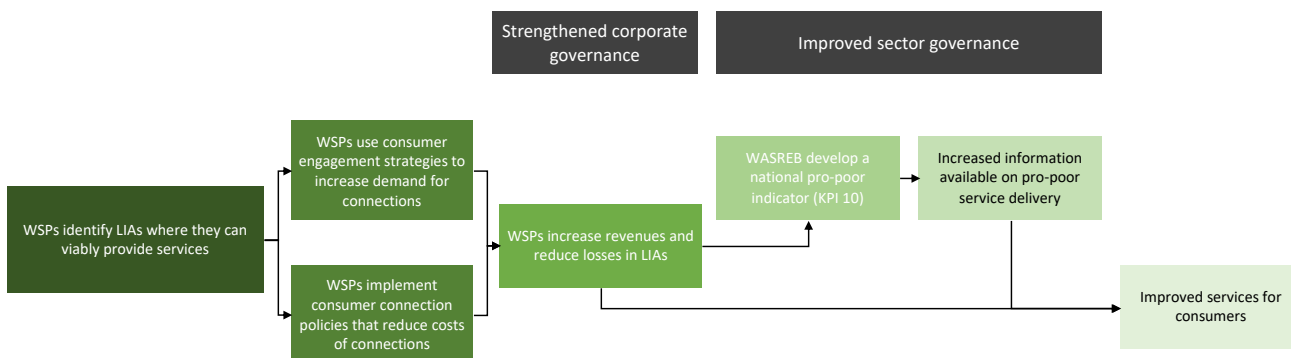 Strengthened corporate
governance
Improved sector governance
WSPs identify LIAs where they can
viably provide services
WSPs use consumer
engagement strategies to
increase demand for
connections
WSPs implement
consumer connection
policies that reduce costs
of connections
WSPs increase revenues and
reduce losses in LIAs
WASREB develop a
national pro-poor
indicator (KPI 10)
Increased information
available on pro-poor
service delivery
Improved services for
consumers